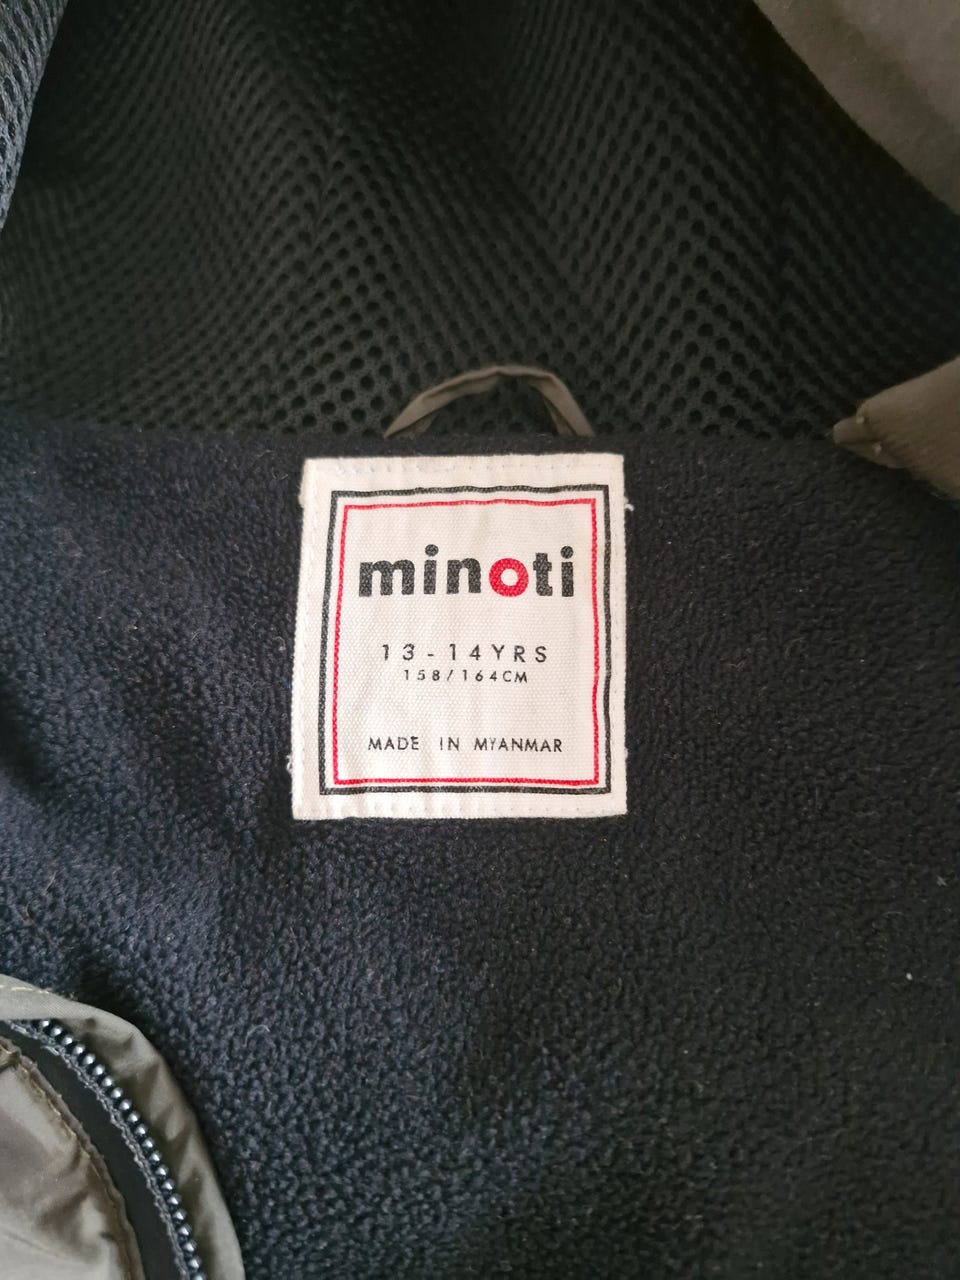 minoti
13-14YRS
158/164CM
MADE IN MYANMAR